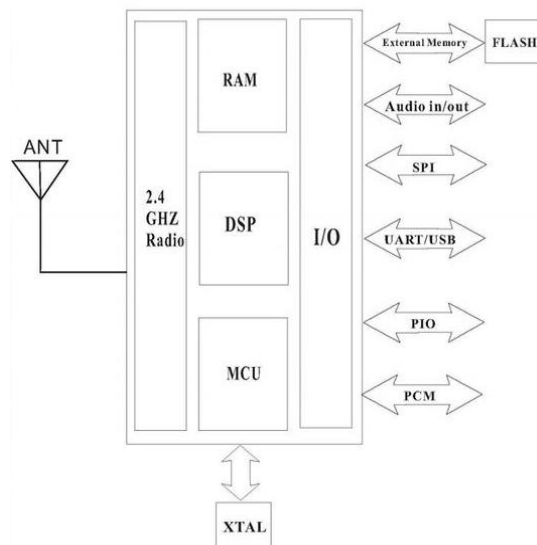 ANT
2.4
GHZ
Radio
RAM
DSP
MCU
I/O
External Memory
FLASH
Audio in/out
SPI
UART/USB
PIO
PCM
XTAL